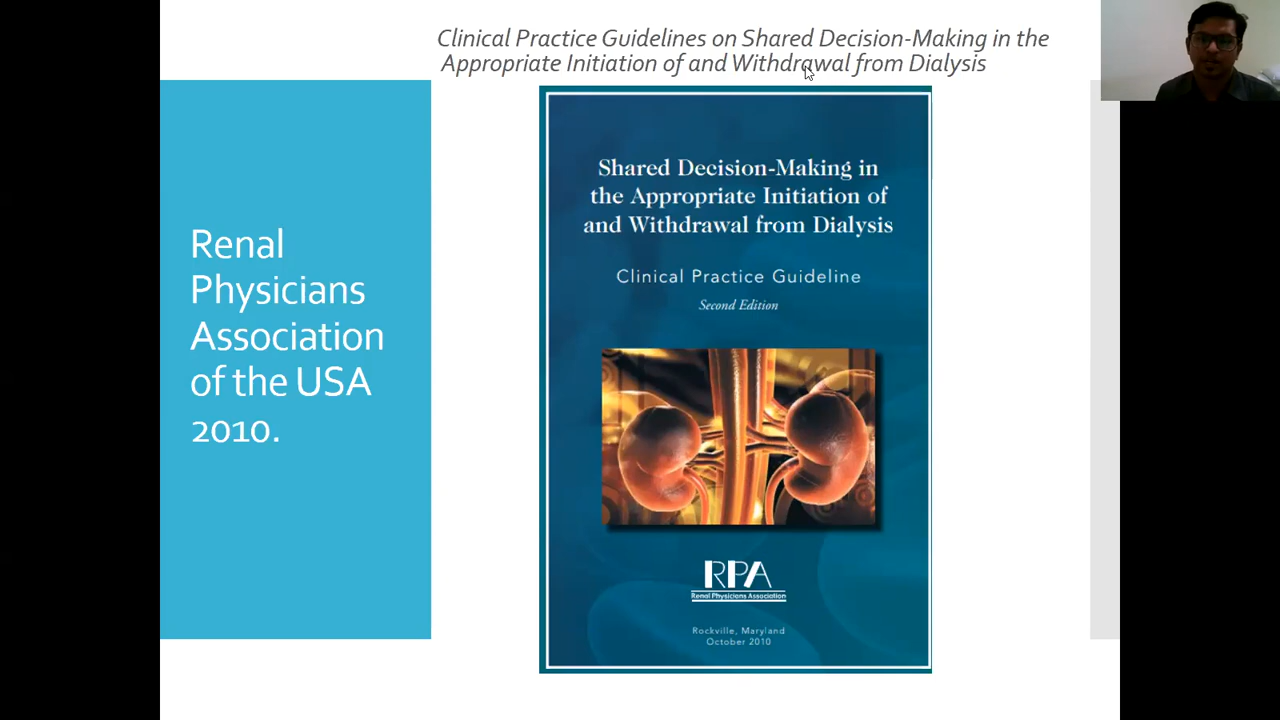 Clinical Practice Guidelines on Shared Decision-Making in the
Appropriate Initiation of and Withdrawal from Dialysis
Renal
Physicians
Association
of the USA
2010.
Shared Decision-Making in
the Appropriate Initiation of
and Withdrawal from Dialysis
Clinical Practice Guideline
Second Edition
RPA
Renal Physicians Association
Rockville, Maryland
October 2010